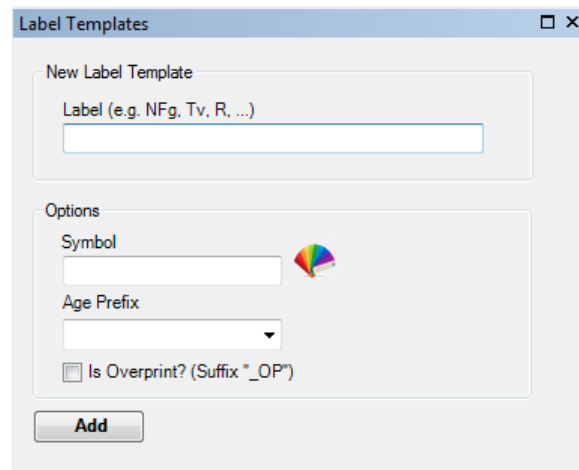 Label Templates
New Label Template
Label (e.g. NFg, Tv, R, ...)
Options
Symbol
Age Prefix
Is Overprint? (Suffix "_OP")
Add